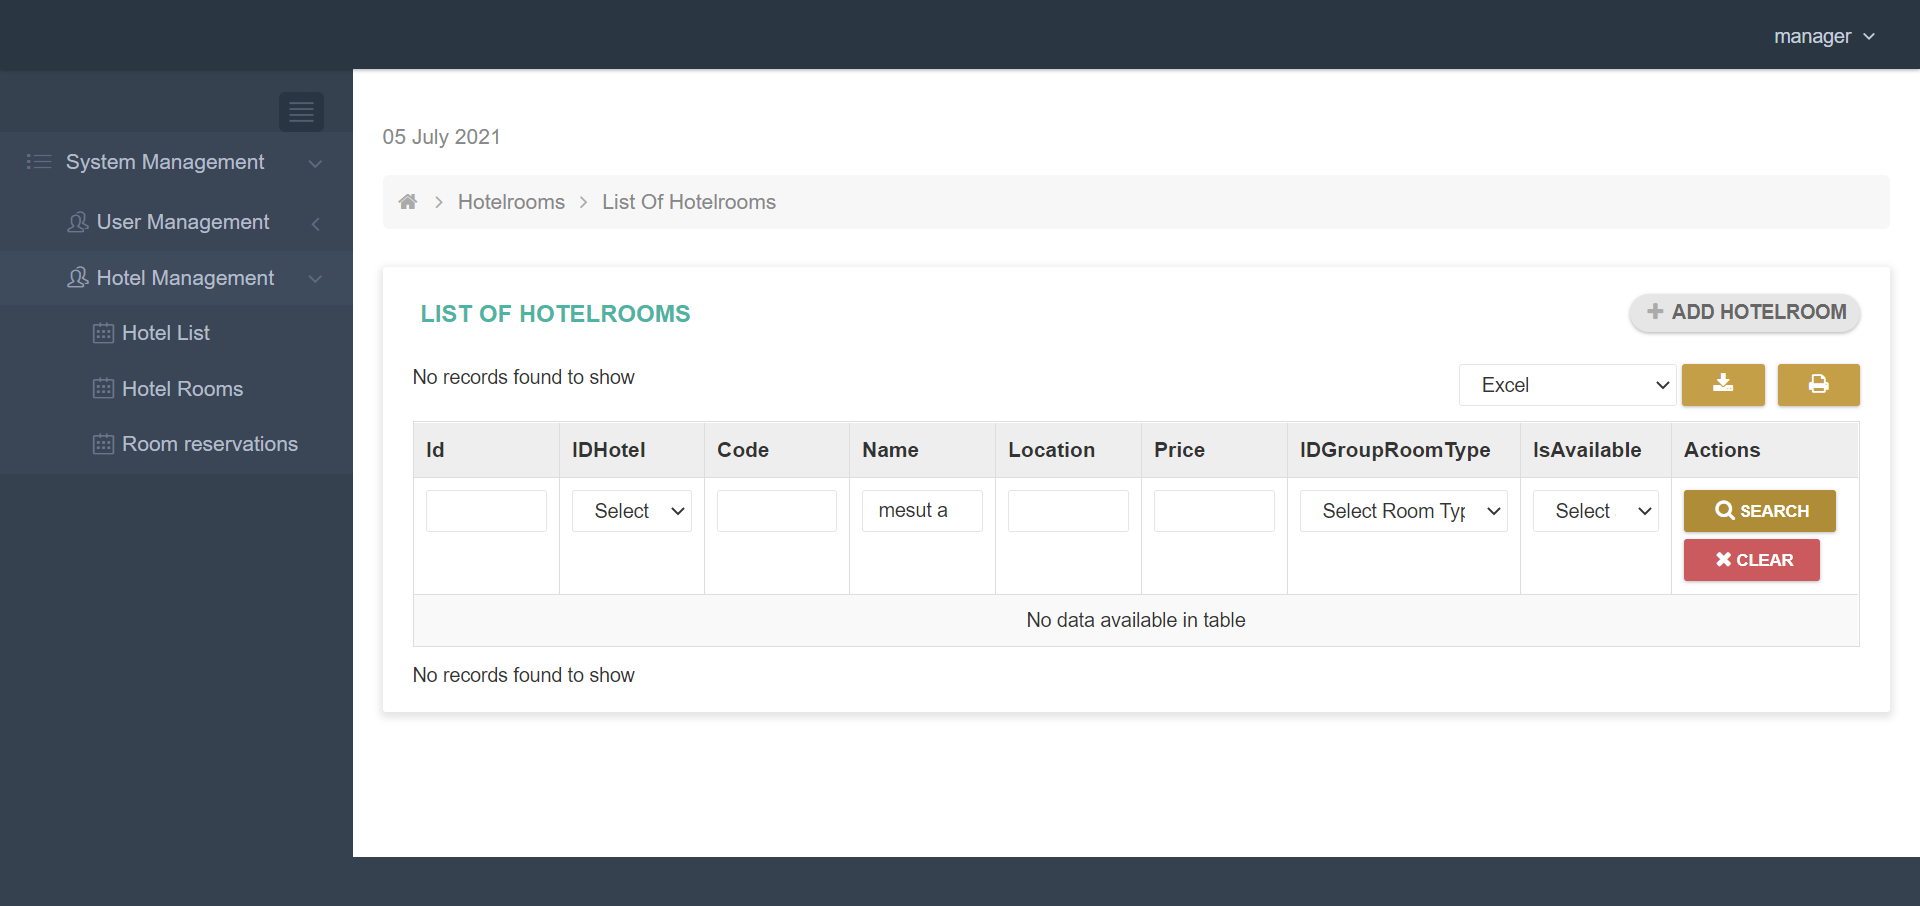 manager
05 July 2021
System Management
User Management
Hotel Management
Hotel List
Hotel Rooms
Room reservations
Hotelrooms
List Of Hotelrooms
LIST OF HOTELROOMS
ADD HOTELROOM
No records found to show
Excel
Id IDHotel Code Name Location Price IDGroupRoomType IsAvailable Actions
Select mesut a Select Room Typ Select SEARCH
CLEAR
No data available in table
No records found to show